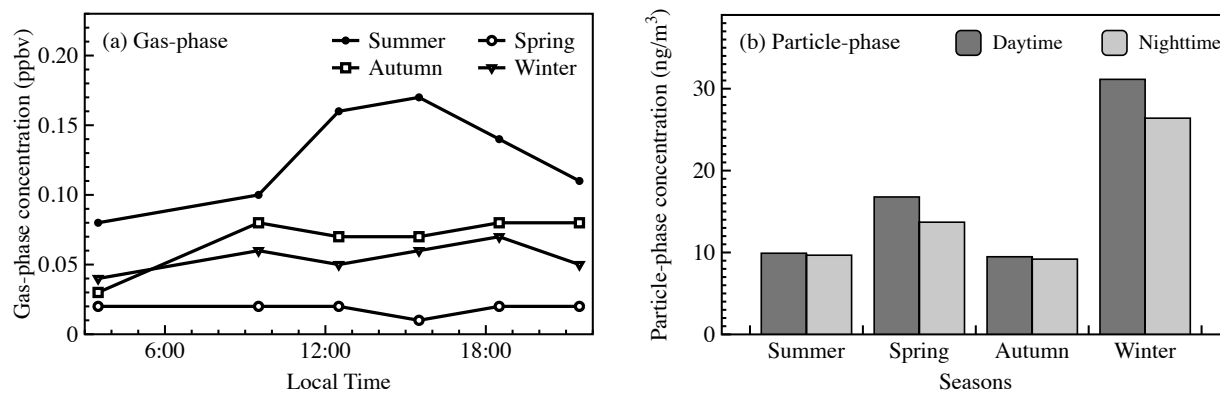 (a) Gas-phase
Summer
Spring
Autumn
Winter
Gas-phase concentration (ppbv)
0.20
0.15
0.10
0.05
0
6:00
12:00
18:00
Local Time
(b) Particle-phase
Daytime
Nighttime
Particle-phase concentration (ng/m³)
30
20
10
0
Summer
Spring
Autumn
Winter
Seasons